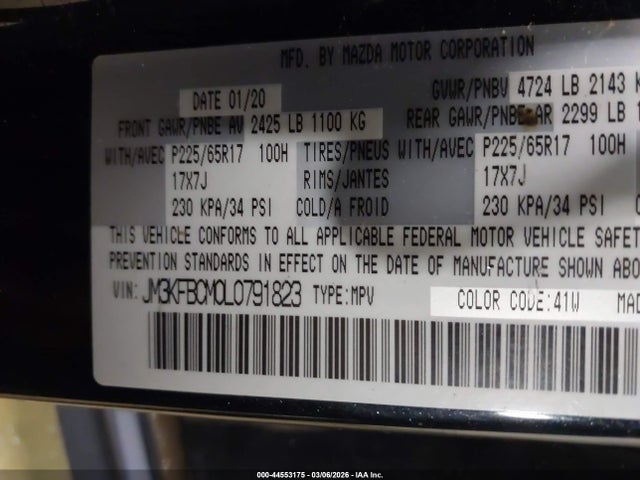 MFD. BY MAZDA MOTOR CORPORATION
GVWR/PNBV 4724 LB 2143 K
DATE 01/20
FRONT GAWR/PNBE AV 2425 LB 1100 KG REAR GAWR/PNBE AR 2299 LB 1
WITH/AVEC P225/65R17 100H TIRES/PNEUS WITH/AVEC P225/65R17 100H
17X7J RIMS/JANTES 17X7J
230 KPA/34 PSI COLD/A FROID 230 KPA/34 PSI
THIS VEHICLE CONFORMS TO ALL APPLICABLE FEDERAL MOTOR VEHICLE SAFET
PREVENTION STANDARDS IN EFFECT ON THE DATE OF MANUFACTURE SHOWN ABO
VIN: JM3KFBCM0L0791823 TYPE:MPV COLOR CODE:41W MAD
000-44553175 - 03/06/2026 - IAA Inc.